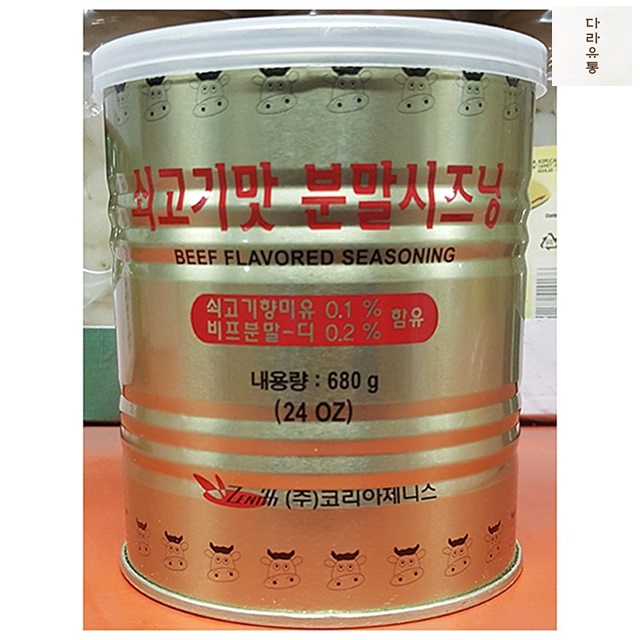 다
라
유
통
쇠고기맛 분말시즈닝
BEEF FLAVORED SEASONING
쇠고기향미유 0.1 % 함유
비프분말-디 0.2 %
내용량 : 680 g
(24 OZ)
ZENith (주)코리아제니스